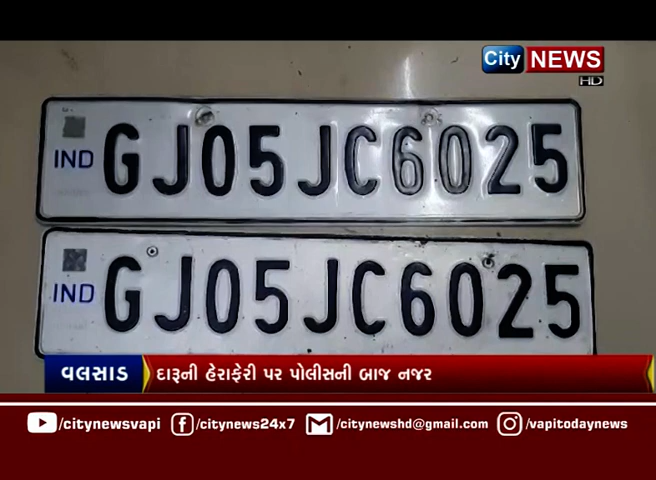 City NEWS
HD
IND GJ05JC6025
IND GJ05JC6025
વલસાડ દારૂની હેરાફેરી પર પોલીસની બાજ નજર
/citynewsvapi /citynews24x7 /citynewshd@gmail.com /vapitodaynews